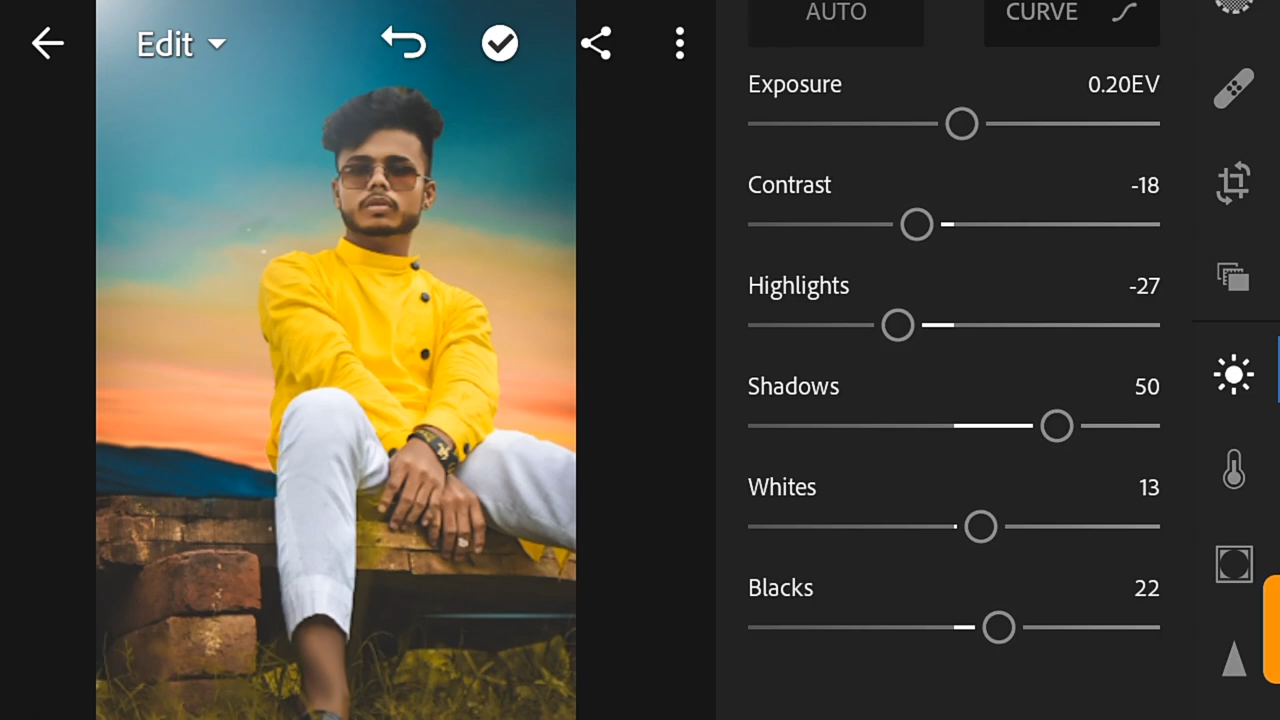 Edit
AUTO
CURVE
Exposure 0.20EV
Contrast -18
Highlights -27
Shadows 50
Whites 13
Blacks 22